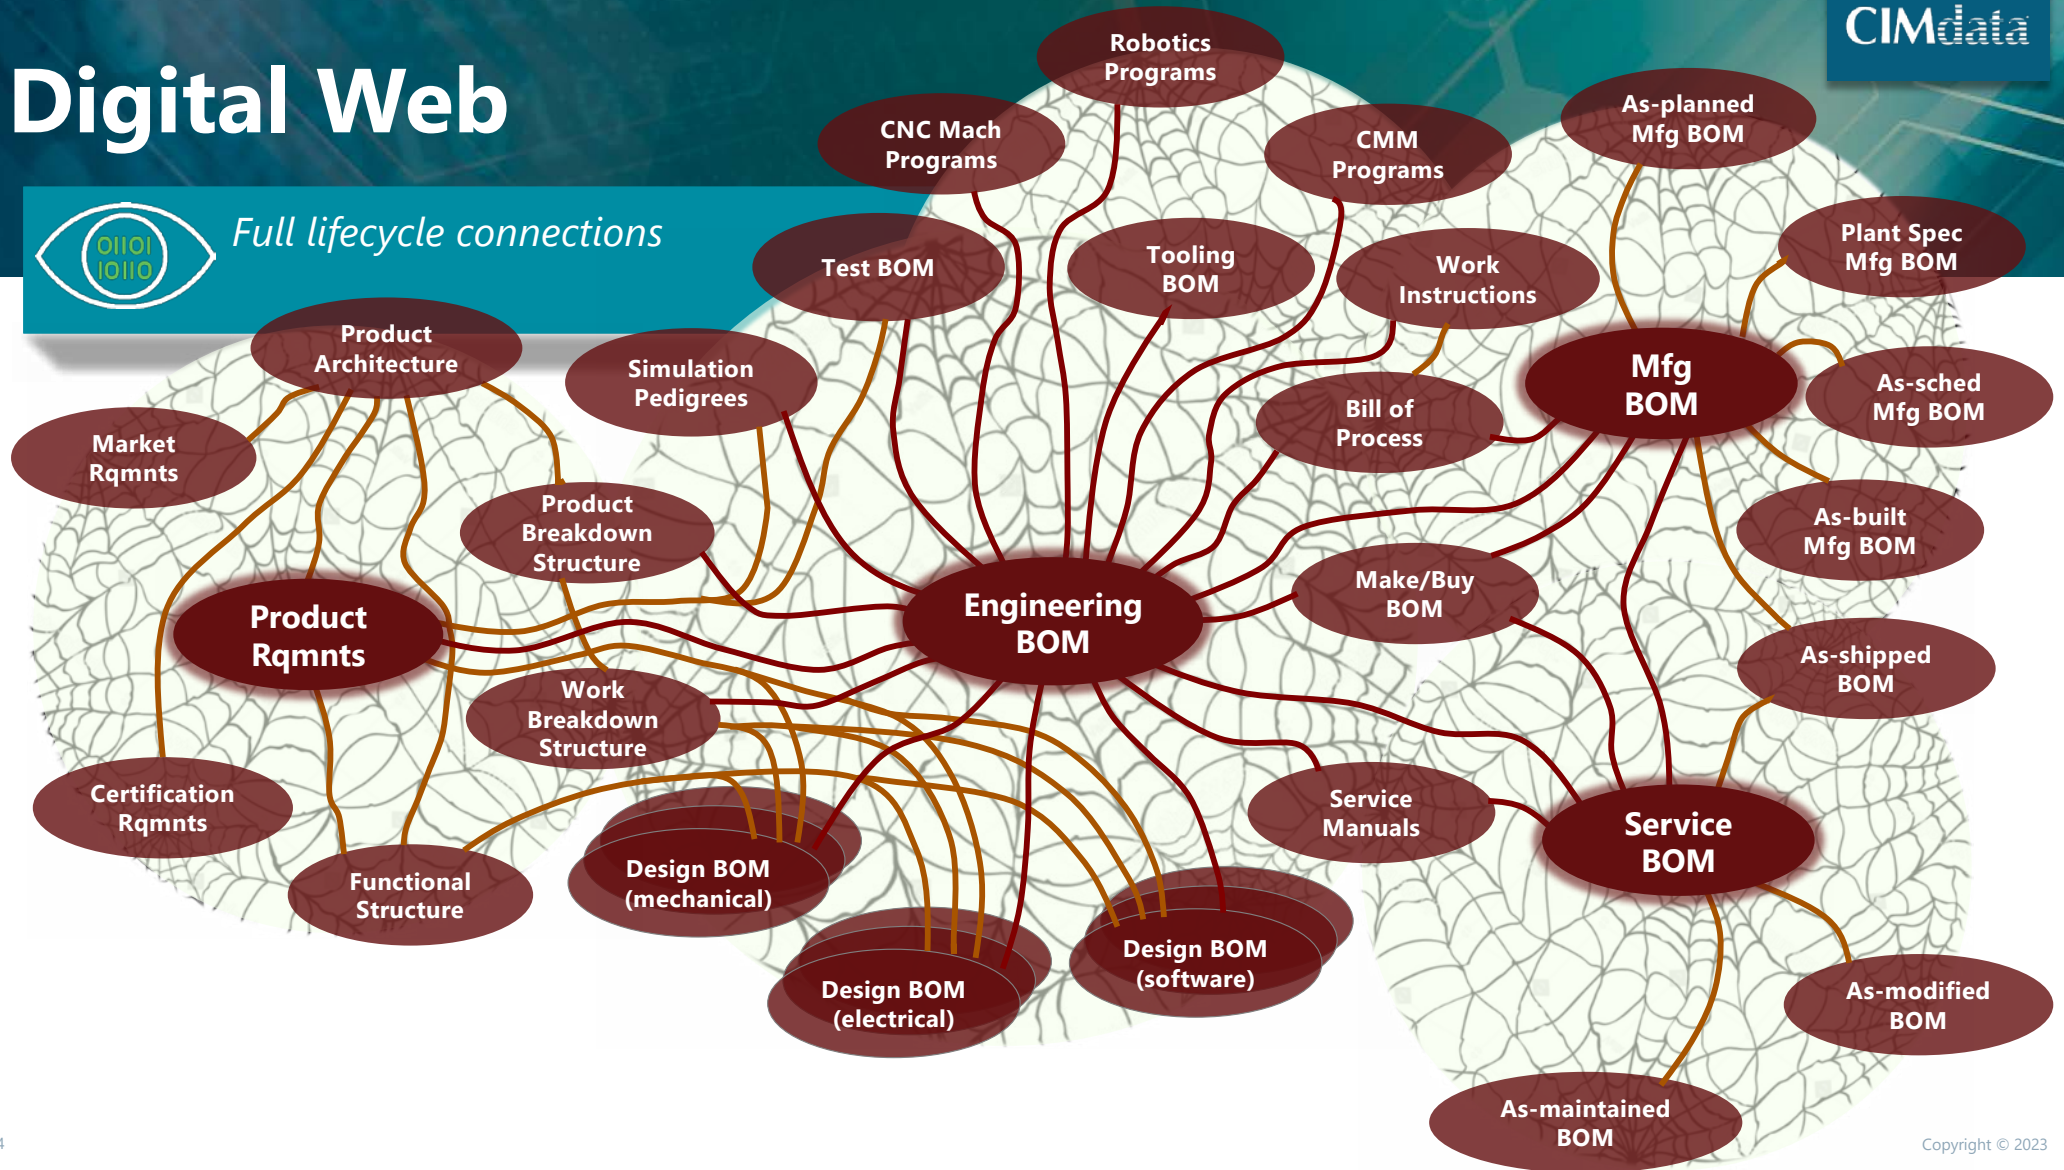 CIMdata
Digital Web
Full lifecycle connections
01101
10110
Robotics
Programs
CNC Mach
Programs
CMM
Programs
As-planned
Mfg BOM
Test BOM
Tooling
BOM
Work
Instructions
Plant Spec
Mfg BOM
Product
Architecture
Simulation
Pedigrees
Bill of
Process
Mfg
BOM
As-sched
Mfg BOM
Market
Rqmnts
Product
Breakdown
Structure
As-built
Mfg BOM
Product
Rqmnts
Engineering
BOM
Make/Buy
BOM
As-shipped
BOM
Work
Breakdown
Structure
Certification
Rqmnts
Service
Manuals
Service
BOM
Functional
Structure
Design BOM
(mechanical)
Design BOM
(electrical)
Design BOM
(software)
As-modified
BOM
As-maintained
BOM
4
Copyright © 2023